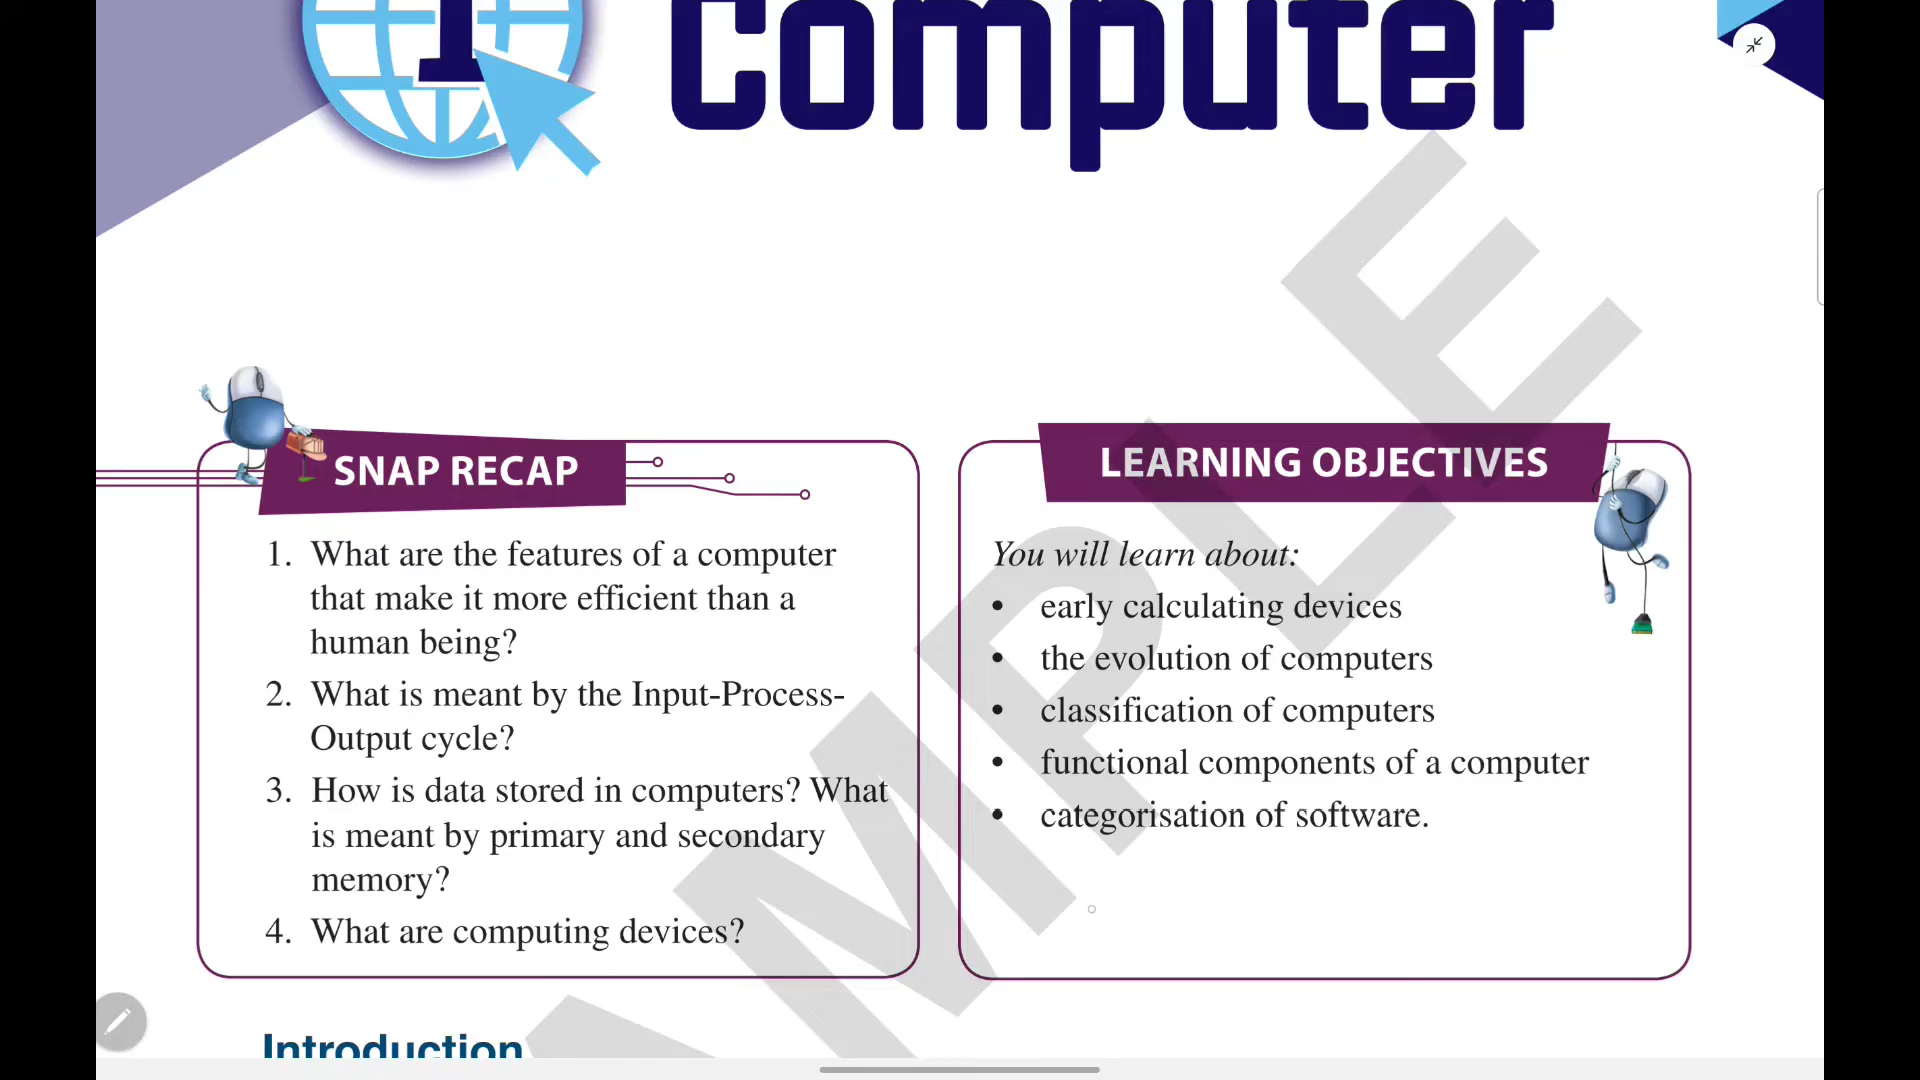 1
Computer
SNAP RECAP
1. What are the features of a computer
that make it more efficient than a
human being?
2. What is meant by the Input-Process-
Output cycle?
3. How is data stored in computers? What
is meant by primary and secondary
memory?
4. What are computing devices?
LEARNING OBJECTIVES
You will learn about:
• early calculating devices
• the evolution of computers
• classification of computers
• functional components of a computer
• categorisation of software.
Introduction